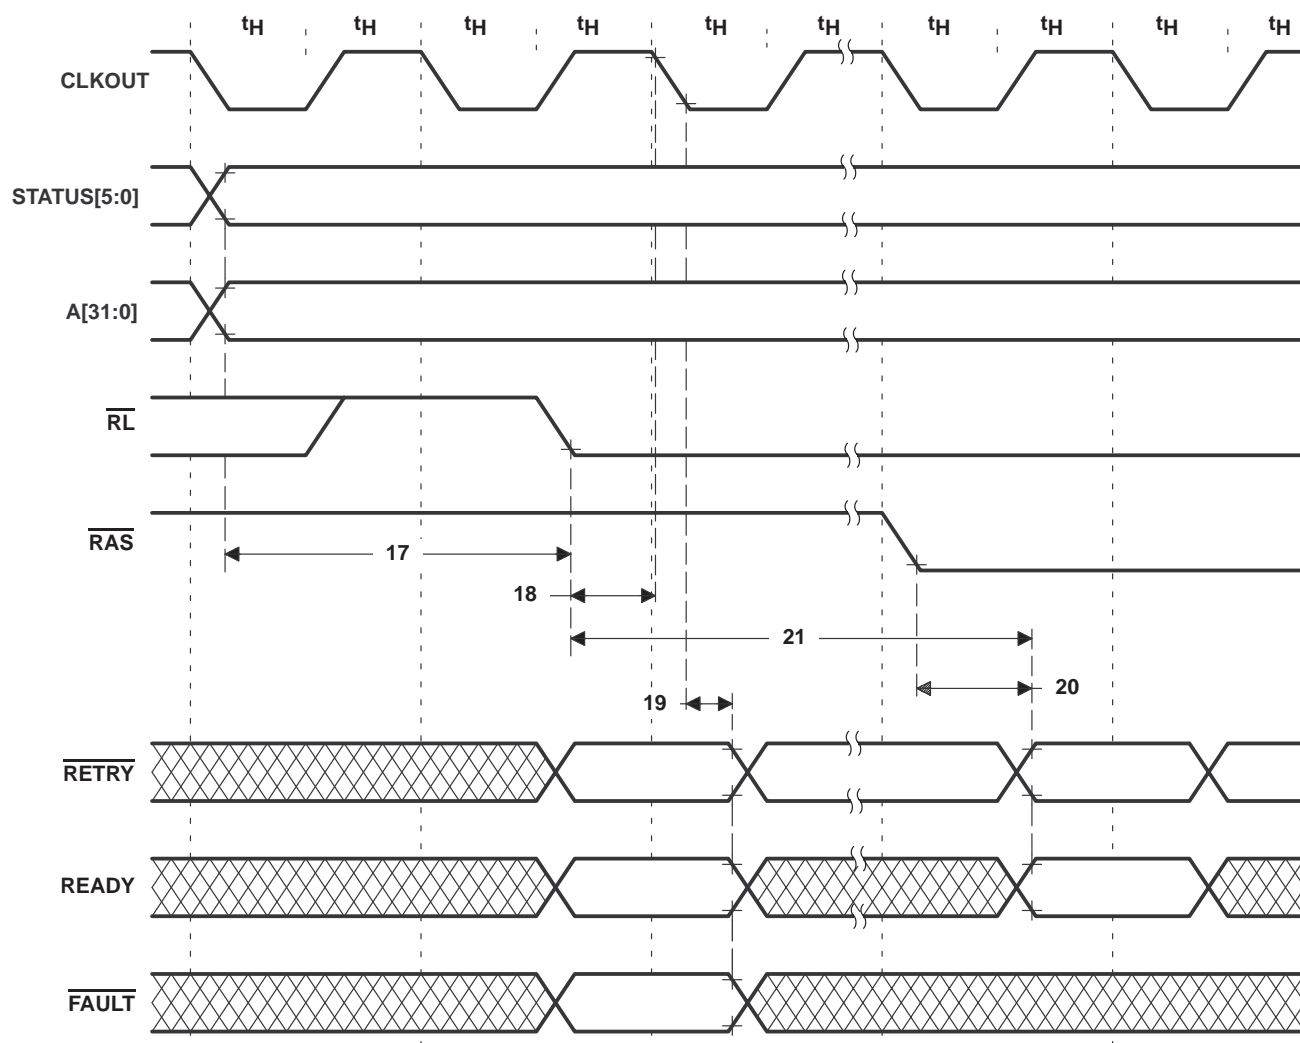 tH tH tH tH tH tH tH tH tH
CLKOUT
STATUS[5:0]
A[31:0]
RL
RAS
17
18
21
20
19
RETRY
READY
FAULT